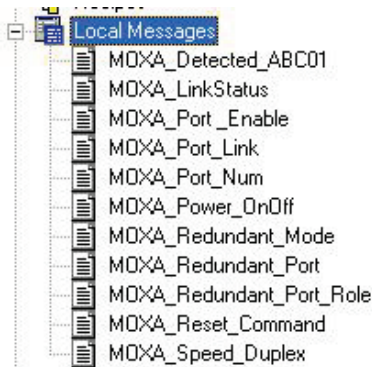 Local Messages
MOXA_Detected_ABC01
MOXA_LinkStatus
MOXA_Port _Enable
MOXA_Port_Link
MOXA_Port_Num
MOXA_Power_OnOff
MOXA_Redundant_Mode
MOXA_Redundant_Port
MOXA_Redundant_Port_Role
MOXA_Reset_Command
MOXA_Speed_Duplex